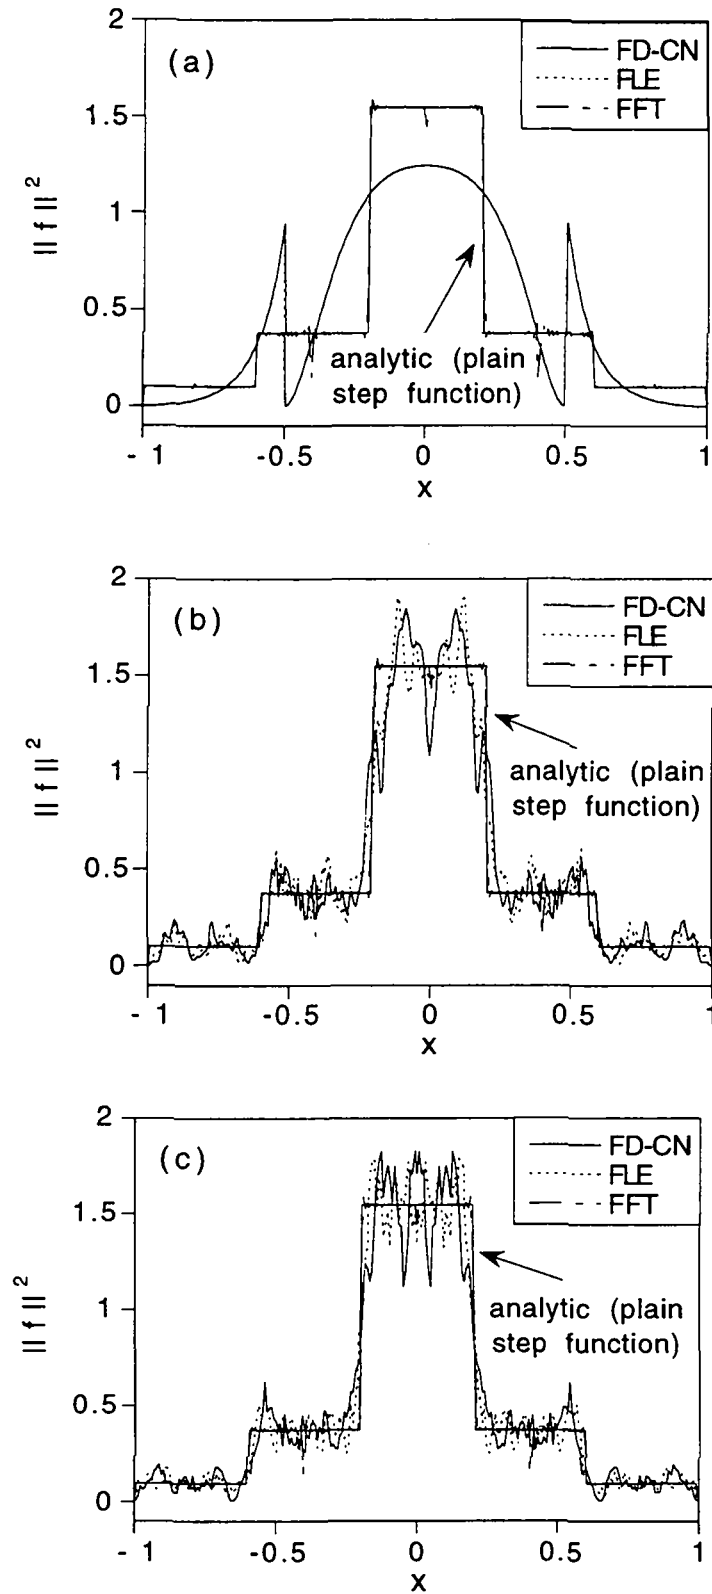 2
(a)
FD-CN
FLE
FFT
1.5
1
0.5
0
|| f || 2
analytic (plain
step function)
- 1
-0.5
0
0.5
1
x
2
(b)
FD-CN
FLE
FFT
1.5
1
0.5
0
|| f || 2
analytic (plain
step function)
- 1
-0.5
0
0.5
1
x
2
(c)
FD-CN
FLE
FFT
1.5
1
0.5
0
|| f || 2
analytic (plain
step function)
- 1
-0.5
0
0.5
1
x